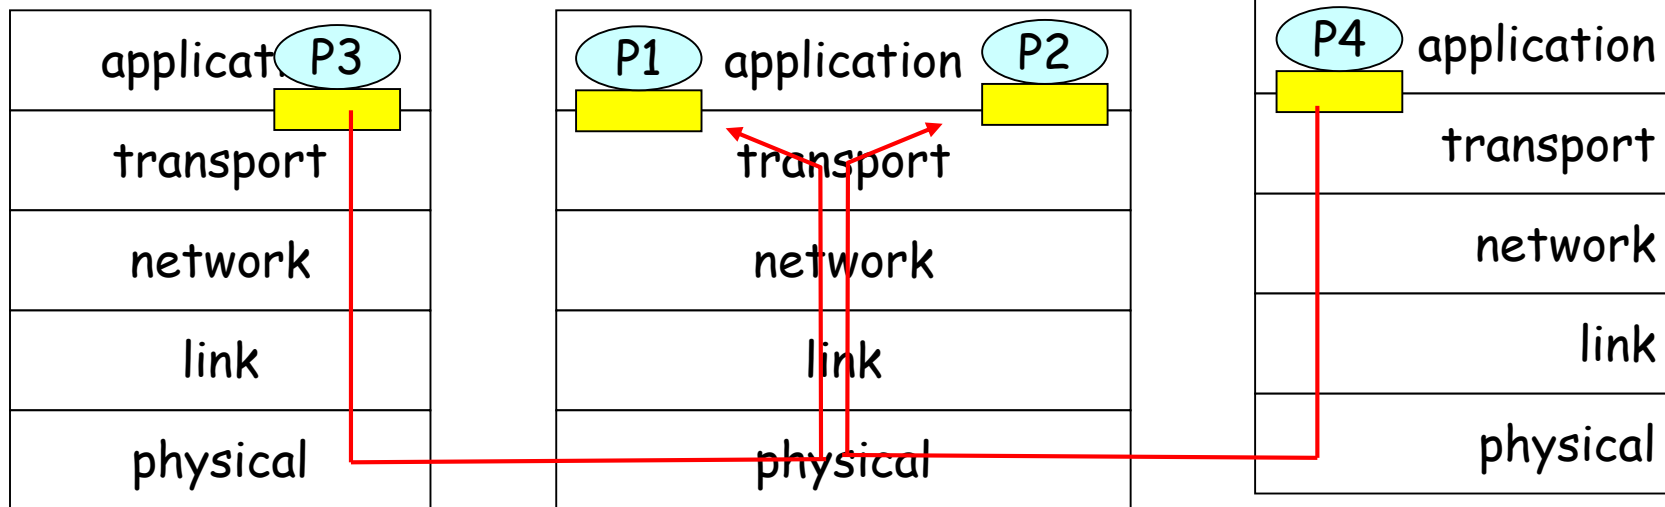 applicat
P3
transport
network
link
physical
P1
application
P2
transport
network
link
physical
P4
application
transport
network
link
physical